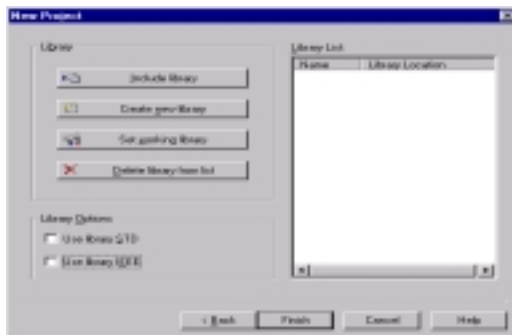 New Project
Library
Include library
Create new library
Set working library
Delete library from list
Library Options
Use library STD
Use library IEEE
Library List:
Name Library Location
< Back Finish Cancel Help